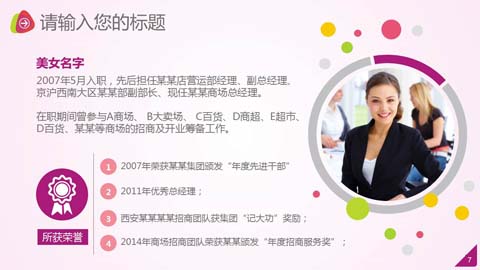 请输入您的标题
美女名字
2007年5月入职，先后担任某某店营运部经理、副总经理、
京沪西南大区某某部副部长、现任某某商场总经理。
在职期间曾参与A商场、 B大卖场、 C百货、D商超、E超市、
D百货、某某等商场的招商及开业筹备工作。
1 2007年荣获某某集团颁发“年度先进干部”
2 2011年优秀总经理；
3 西安某某某某招商团队获集团“记大功”奖励；
4 2014年商场招商团队荣获某某颁发“年度招商服务奖”；
所获荣誉
7